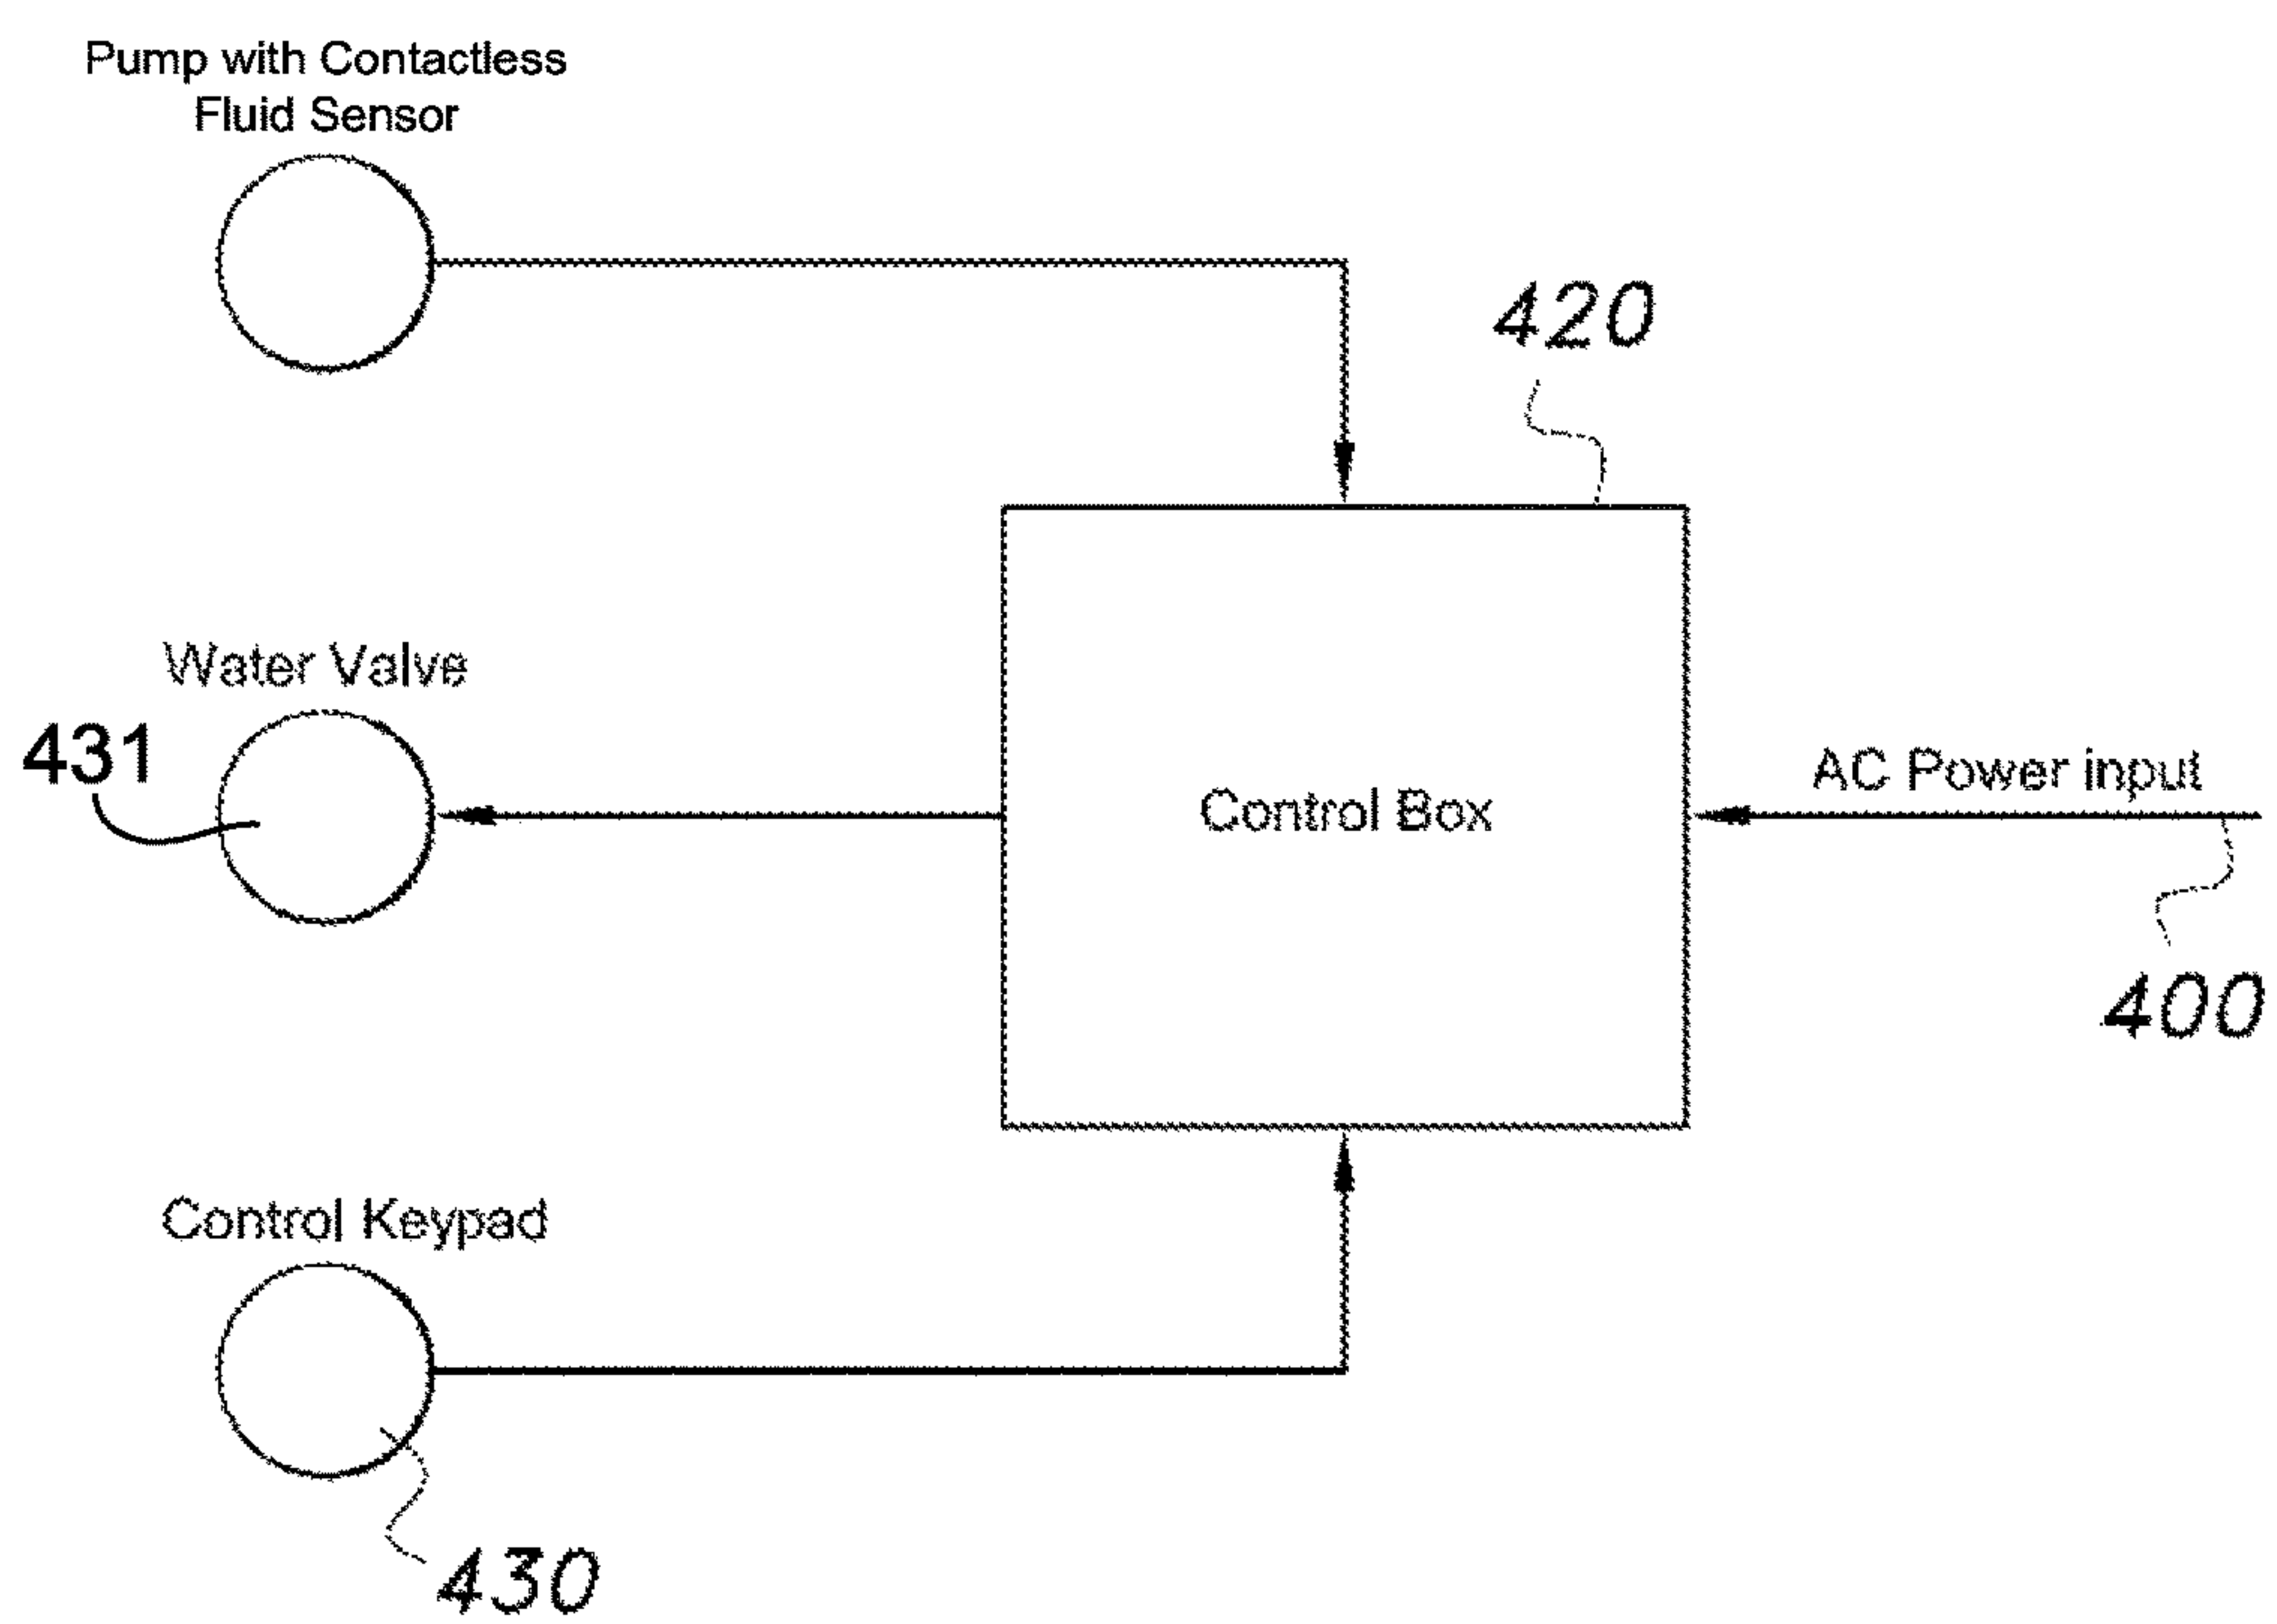 Pump with Contactless
Fluid Sensor
420
Water Valve
431
Control Box
AC Power input
400
Control Keypad
430